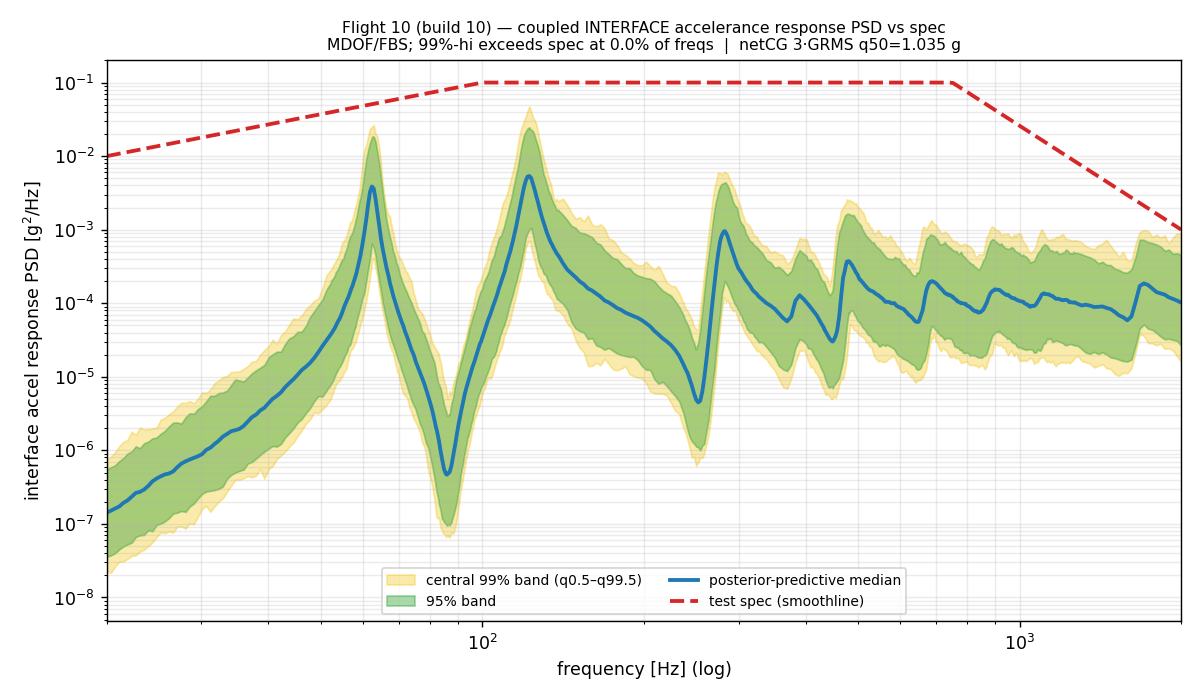 Flight 10 (build 10) — coupled INTERFACE accelerance response PSD vs spec
MDOF/FBS; 99%-hi exceeds spec at 0.0% of freqs | netCG 3·GRMS q50=1.035 g
interface accel response PSD [g²/Hz]
10⁻¹
10⁻²
10⁻³
10⁻⁴
10⁻⁵
10⁻⁶
10⁻⁷
10⁻⁸
central 99% band (q0.5–q99.5)
95% band
posterior-predictive median
test spec (smoothline)
10²
10³
frequency [Hz] (log)